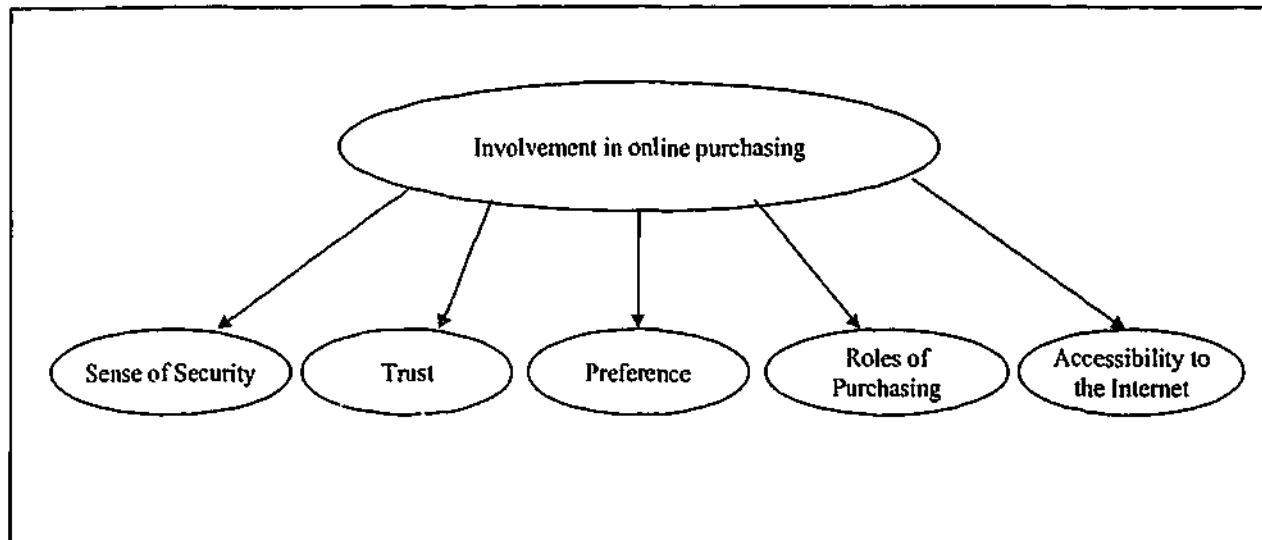 Involvement in online purchasing
Sense of Security
Trust
Preference
Roles of
Purchasing
Accessibility to
the Internet